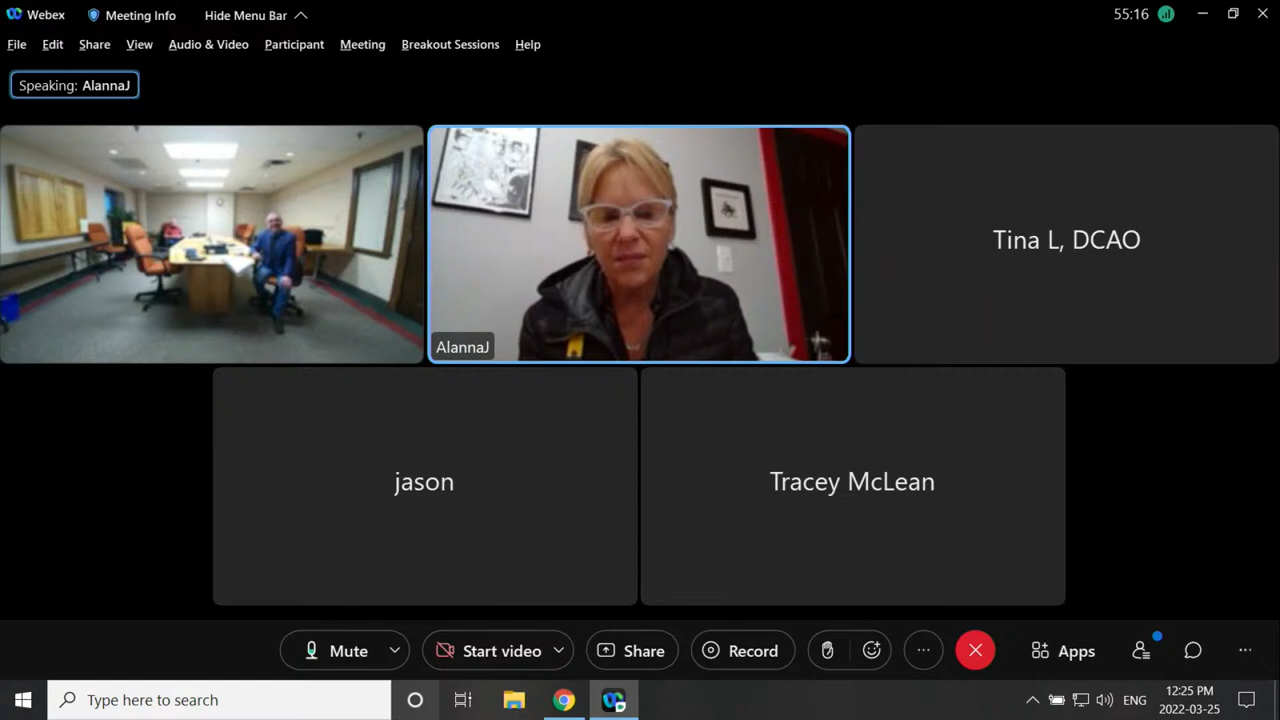 Webex Meeting Info Hide Menu Bar 55:16
File Edit Share View Audio & Video Participant Meeting Breakout Sessions Help
Speaking: AlannaJ
AlannaJ
Tina L, DCAO
jason
Tracey McLean
Mute Start video Share Record Apps
Type here to search
ENG
12:25 PM
2022-03-25